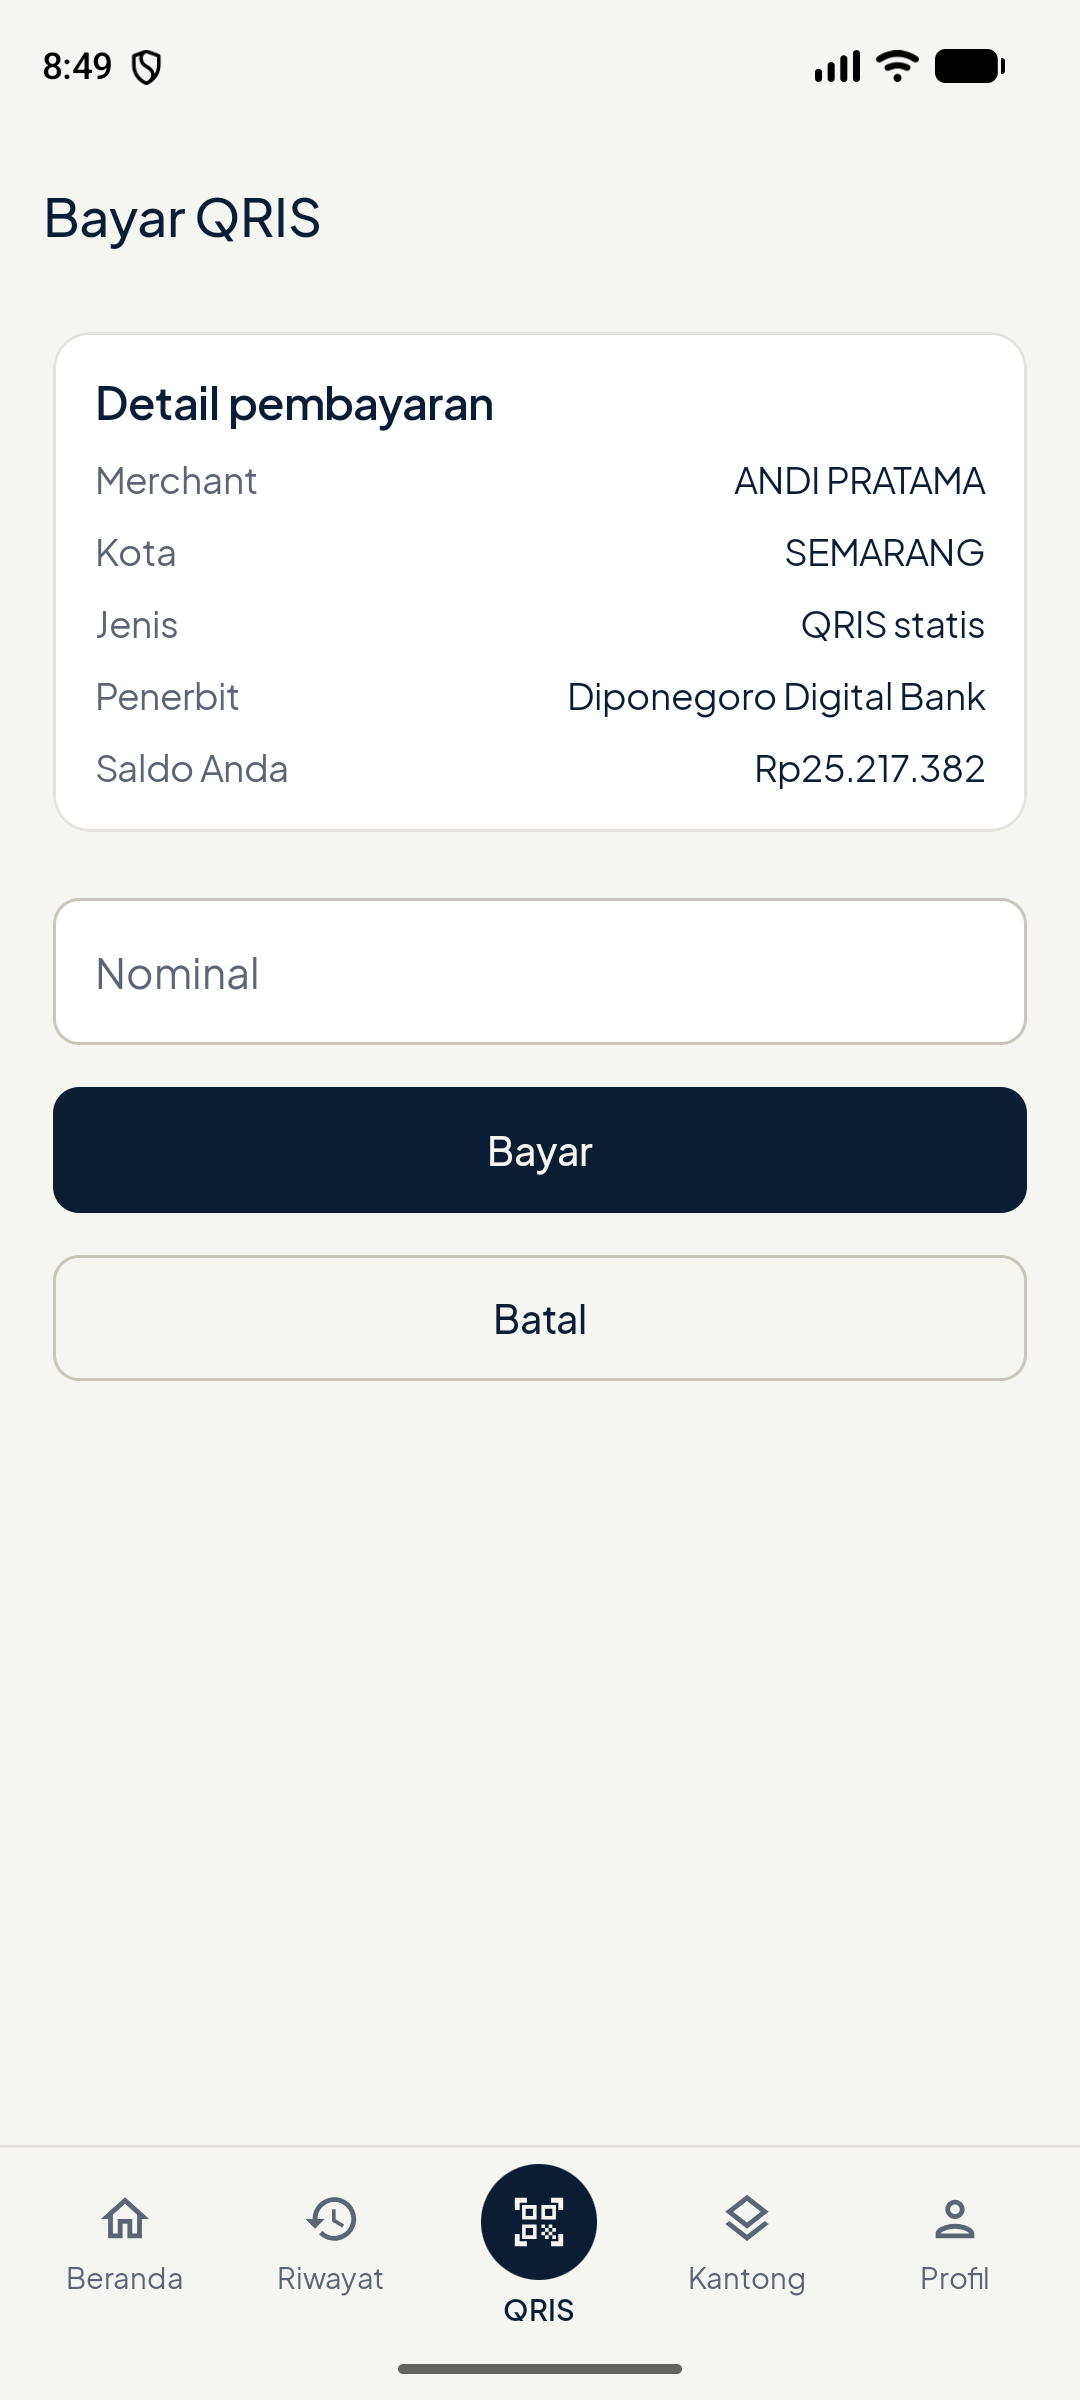 8:49
Bayar QRIS
Detail pembayaran
Merchant ANDI PRATAMA
Kota SEMARANG
Jenis QRIS statis
Penerbit Diponegoro Digital Bank
Saldo Anda Rp25.217.382
Nominal
Bayar
Batal
Beranda Riwayat QRIS Kantong Profil